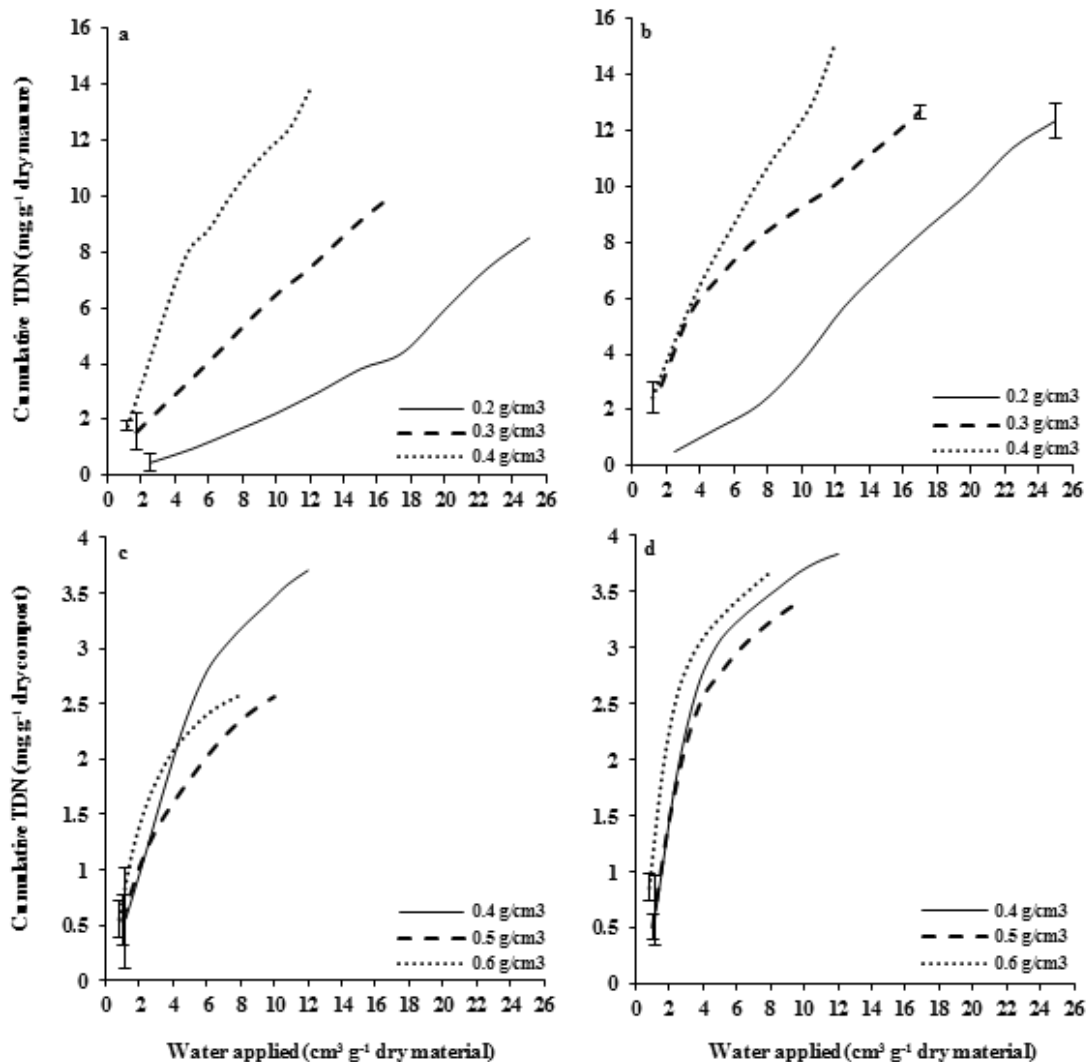 a
16
14
12
10
8
6
4
2
0
0 2 4 6 8 10 12 14 16 18 20 22 24 26
Cumulative TDN (mg g⁻¹ dry manure)
0.2 g/cm3
0.3 g/cm3
0.4 g/cm3
b
16
14
12
10
8
6
4
2
0
0 2 4 6 8 10 12 14 16 18 20 22 24 26
0.2 g/cm3
0.3 g/cm3
0.4 g/cm3
c
4
3.5
3
2.5
2
1.5
1
0.5
0
0 2 4 6 8 10 12 14 16 18 20 22 24 26
Cumulative TDN (mg g⁻¹ dry compost)
0.4 g/cm3
0.5 g/cm3
0.6 g/cm3
Water applied (cm³ g⁻¹ dry material)
d
4
3.5
3
2.5
2
1.5
1
0.5
0
0 2 4 6 8 10 12 14 16 18 20 22 24 26
0.4 g/cm3
0.5 g/cm3
0.6 g/cm3
Water applied (cm³ g⁻¹ dry material)